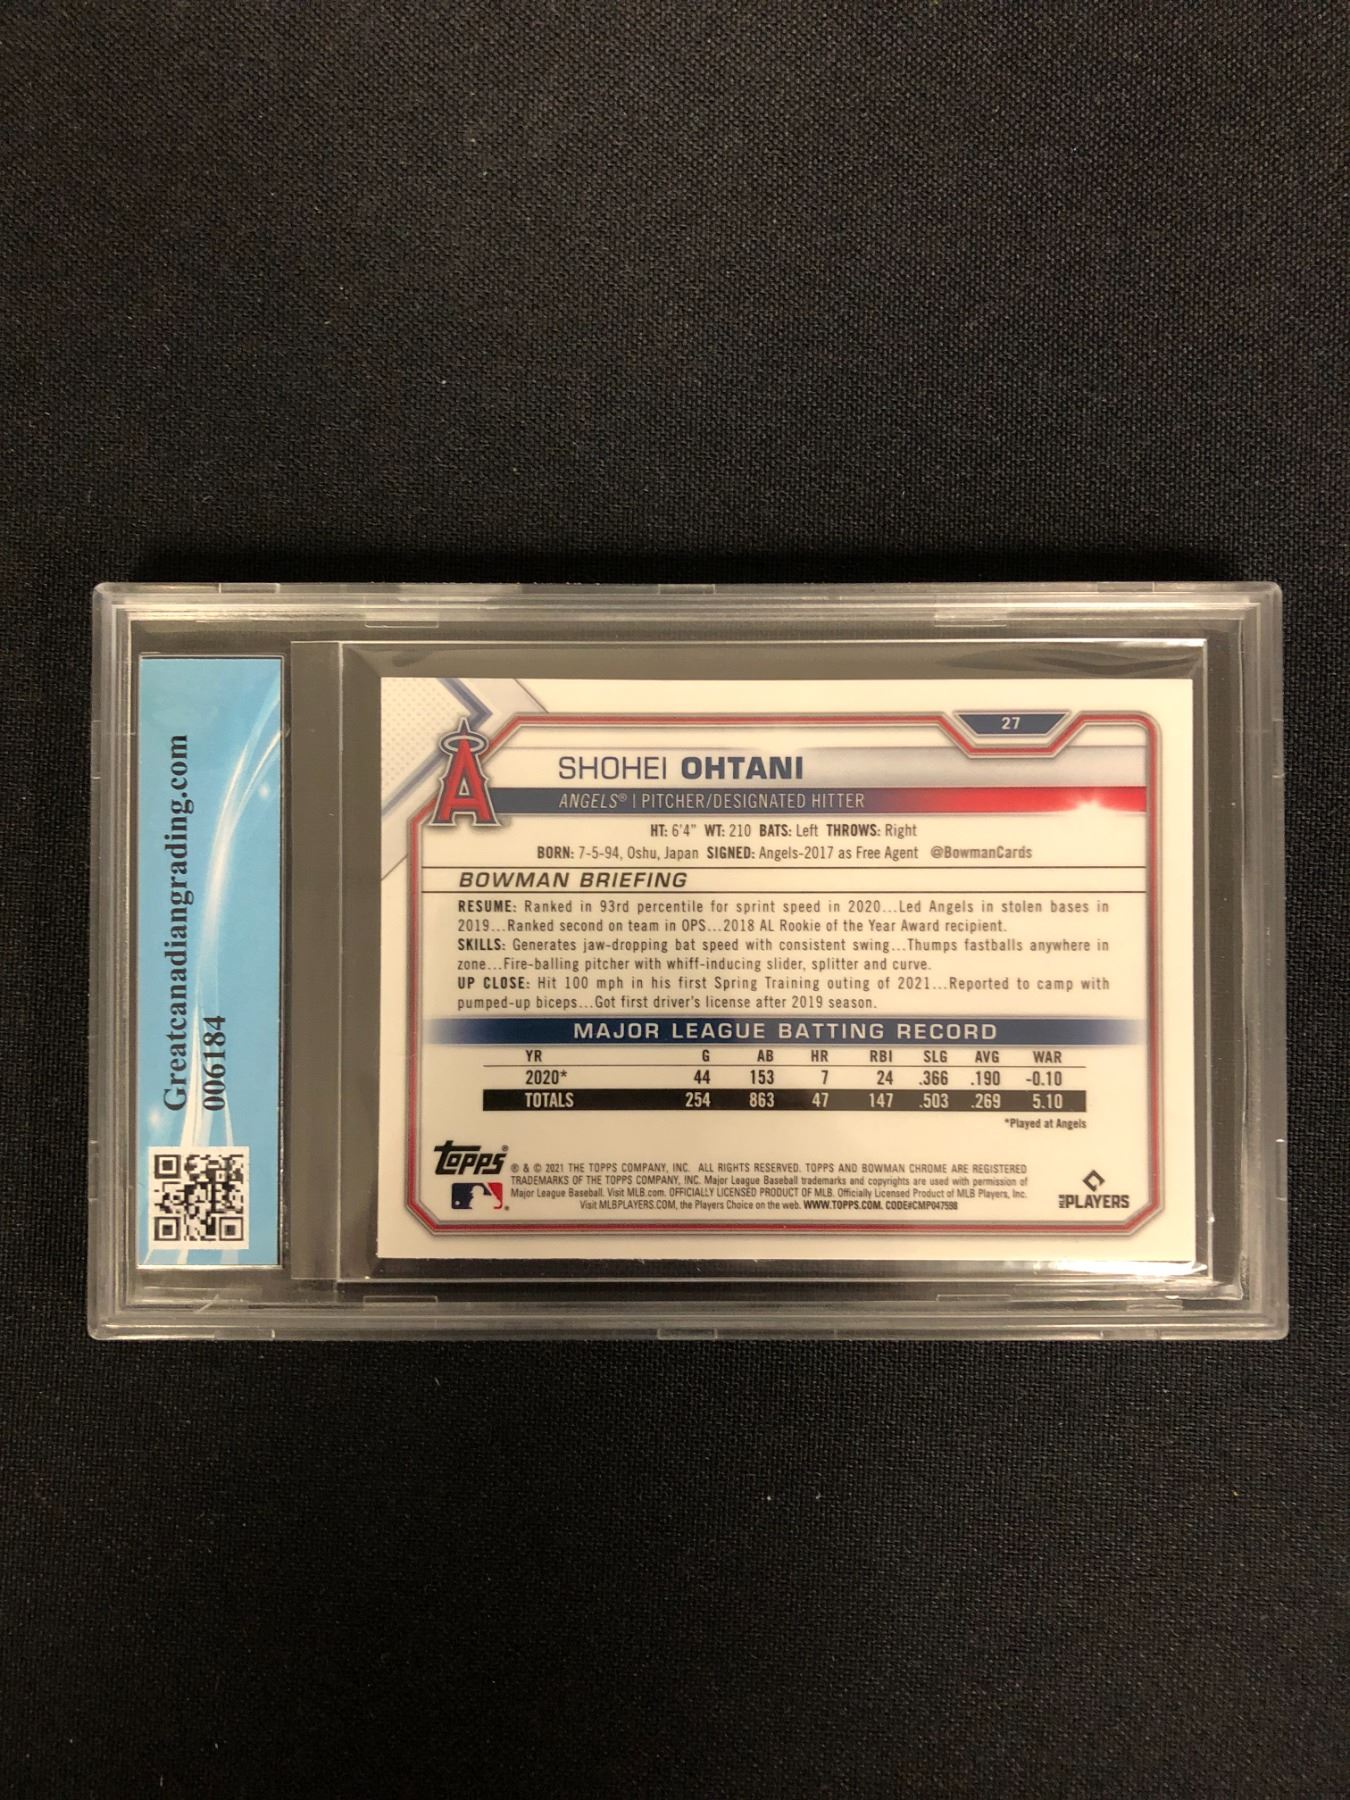 Greatcanadiangrading.com
006184
27
SHOHEI OHTANI
ANGELS® | PITCHER/DESIGNATED HITTER
HT: 6'4" WT: 210 BATS: Left THROWS: Right
BORN: 7-5-94, Oshu, Japan SIGNED: Angels-2017 as Free Agent @BowmanCards
BOWMAN BRIEFING
RESUME: Ranked in 93rd percentile for sprint speed in 2020...Led Angels in stolen bases in
2019...Ranked second on team in OPS...2018 AL Rookie of the Year Award recipient.
SKILLS: Generates jaw-dropping bat speed with consistent swing...Thumps fastballs anywhere in
zone...Fire-balling pitcher with whiff-inducing slider, splitter and curve.
UP CLOSE: Hit 100 mph in his first Spring Training outing of 2021...Reported to camp with
pumped-up biceps...Got first driver's license after 2019 season.
MAJOR LEAGUE BATTING RECORD
YR G AB HR RBI SLG AVG WAR
2020* 44 153 7 24 .366 .190 -0.10
TOTALS 254 863 47 147 .503 .269 5.10
*Played at Angels
topps®
® & © 2021 THE TOPPS COMPANY, INC. ALL RIGHTS RESERVED. TOPPS AND BOWMAN CHROME ARE REGISTERED
TRADEMARKS OF THE TOPPS COMPANY, INC. Major League Baseball trademarks and copyrights are used with permission of
Major League Baseball. Visit MLB.com. OFFICIALLY LICENSED PRODUCT OF MLB. Officially Licensed Product of MLB Players, Inc.
Visit MLBPLAYERS.COM, the Players Choice on the web. WWW.TOPPS.COM. CODE#CMP047598
MLB PLAYERS